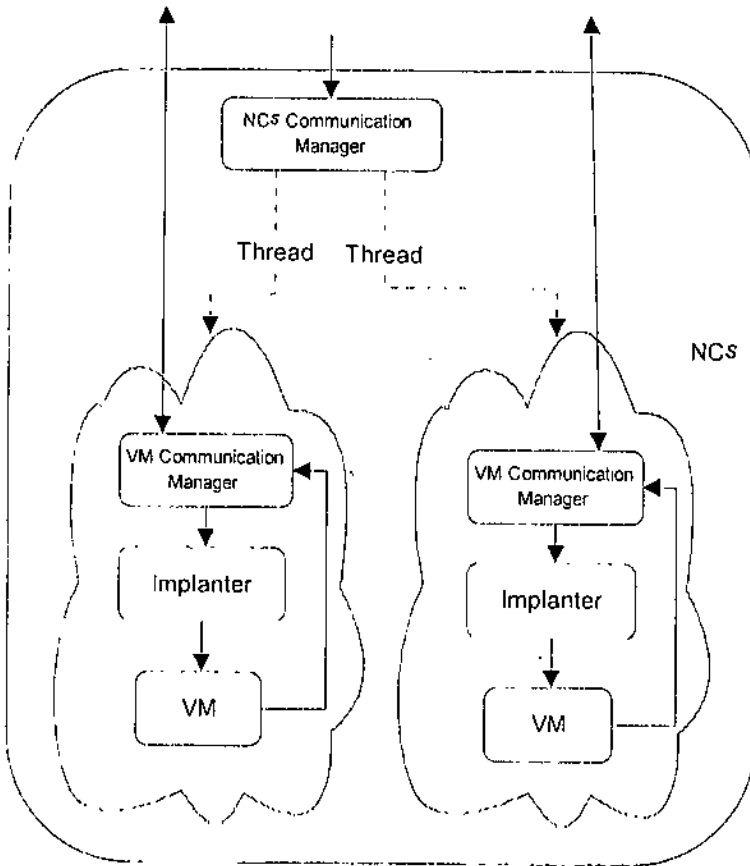 NCs Communication
Manager
Thread
Thread
NCs
VM Communication
Manager
Implanter
VM
VM Communication
Manager
Implanter
VM